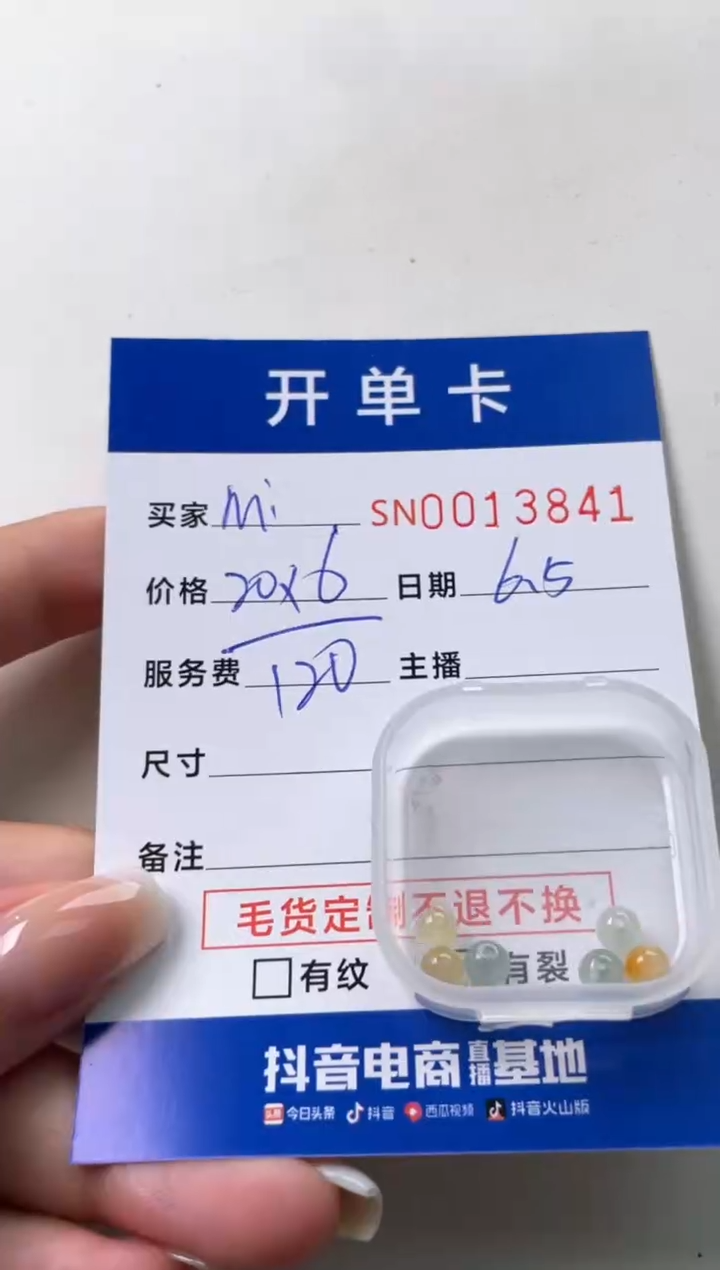 开单卡
买家 Mi SN0013841
价格 20x6 日期 6.5
服务费 120 主播
尺寸
备注
毛货定制不退不换
有纹 有裂
抖音电商直播基地
头条 今日头条 抖音 西瓜视频 抖音火山版